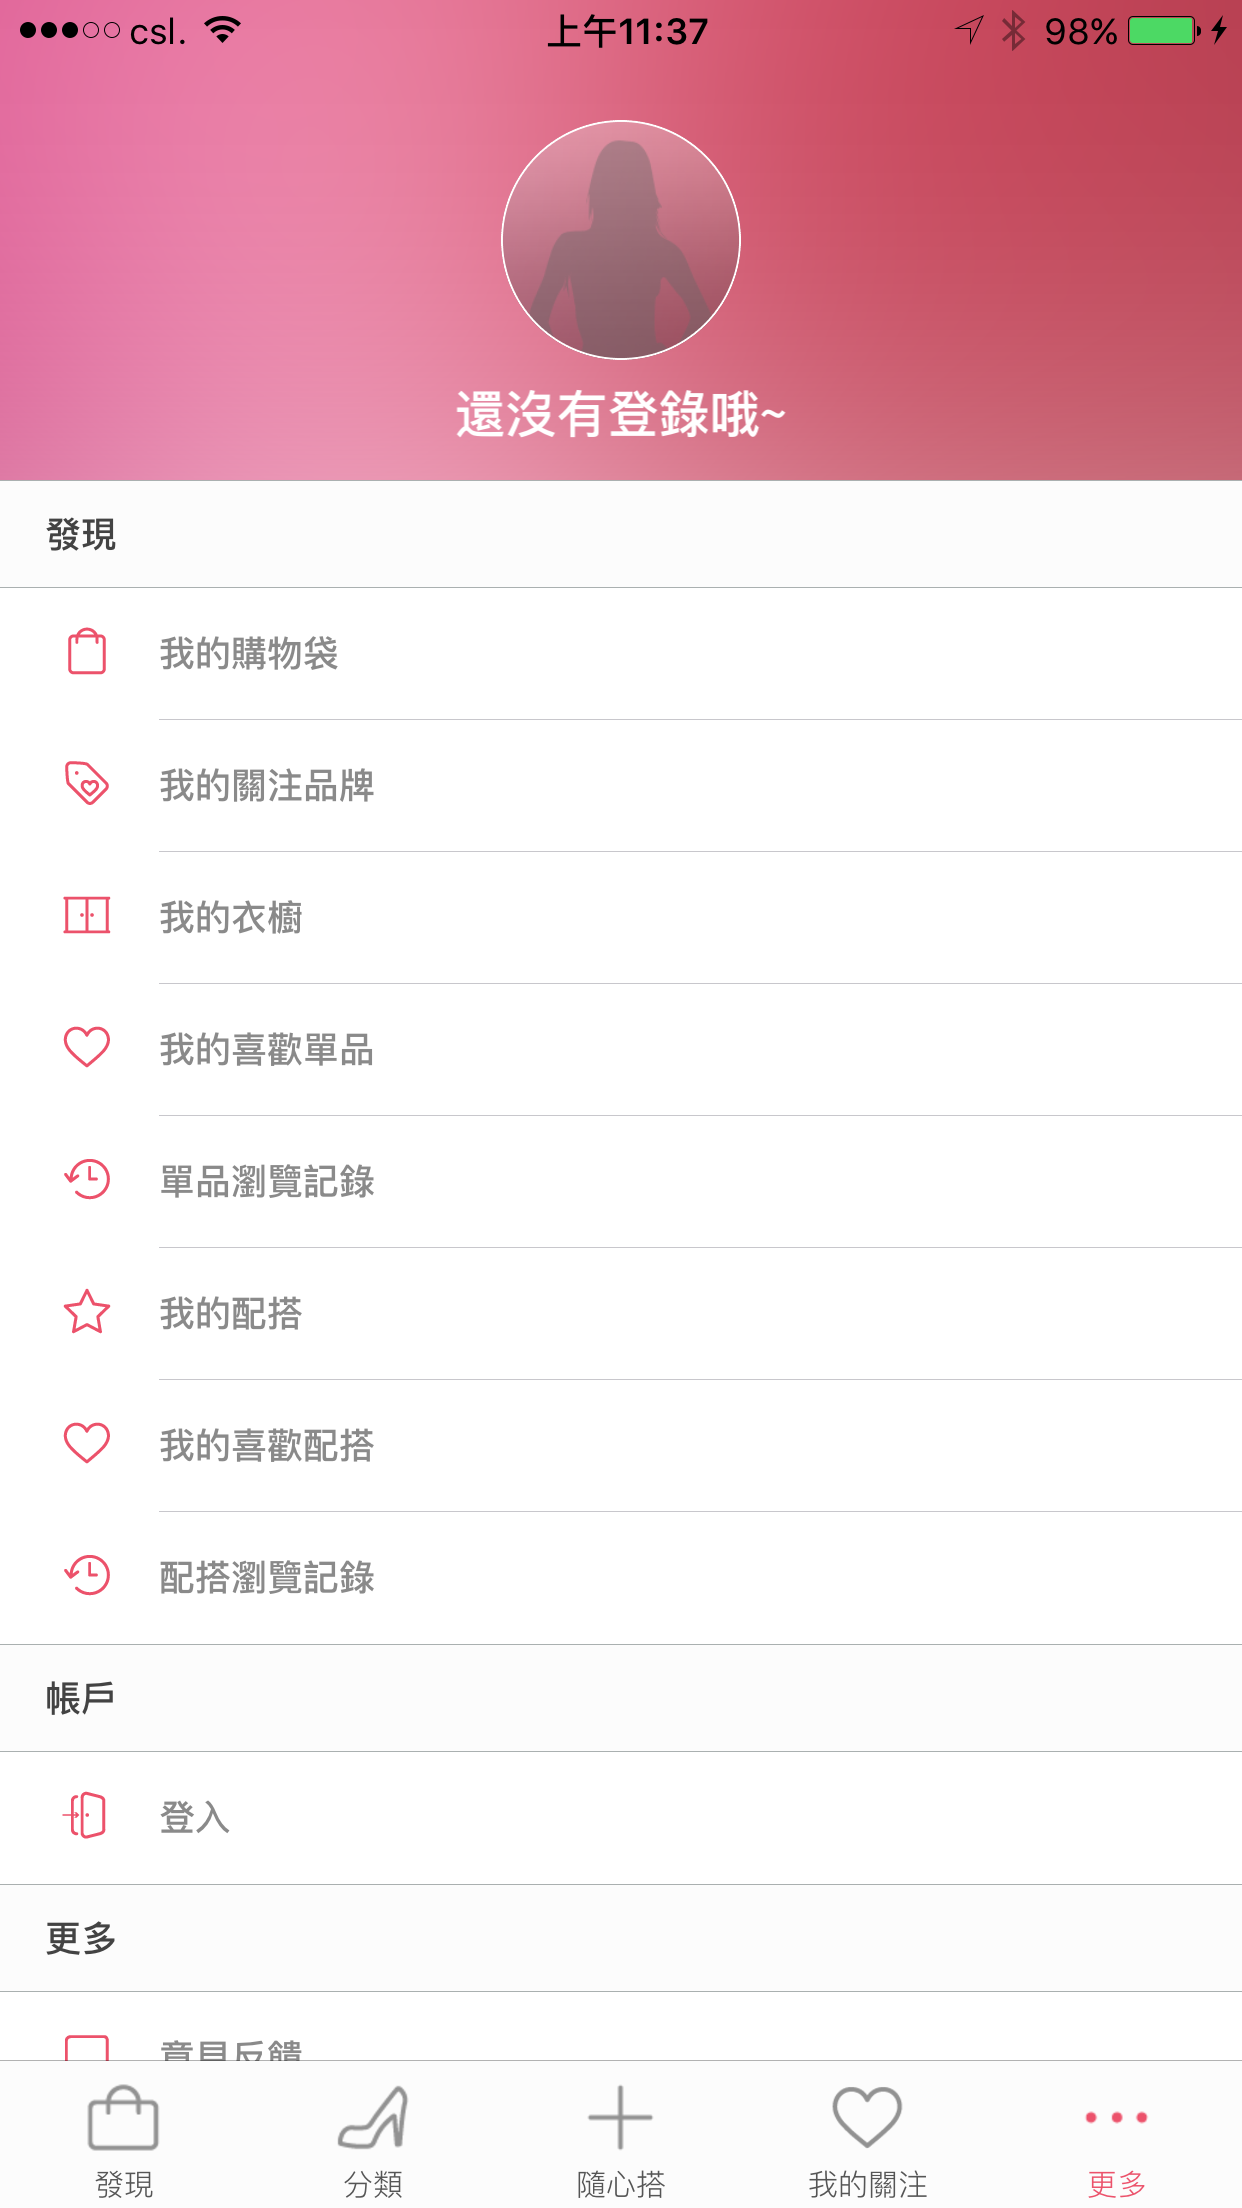 csl. 上午11:37 98%
還沒有登錄哦~
發現
我的購物袋
我的關注品牌
我的衣櫥
我的喜歡單品
單品瀏覽記錄
我的配搭
我的喜歡配搭
配搭瀏覽記錄
帳戶
登入
更多
意見反饋
發現 分類 隨心搭 我的關注 更多